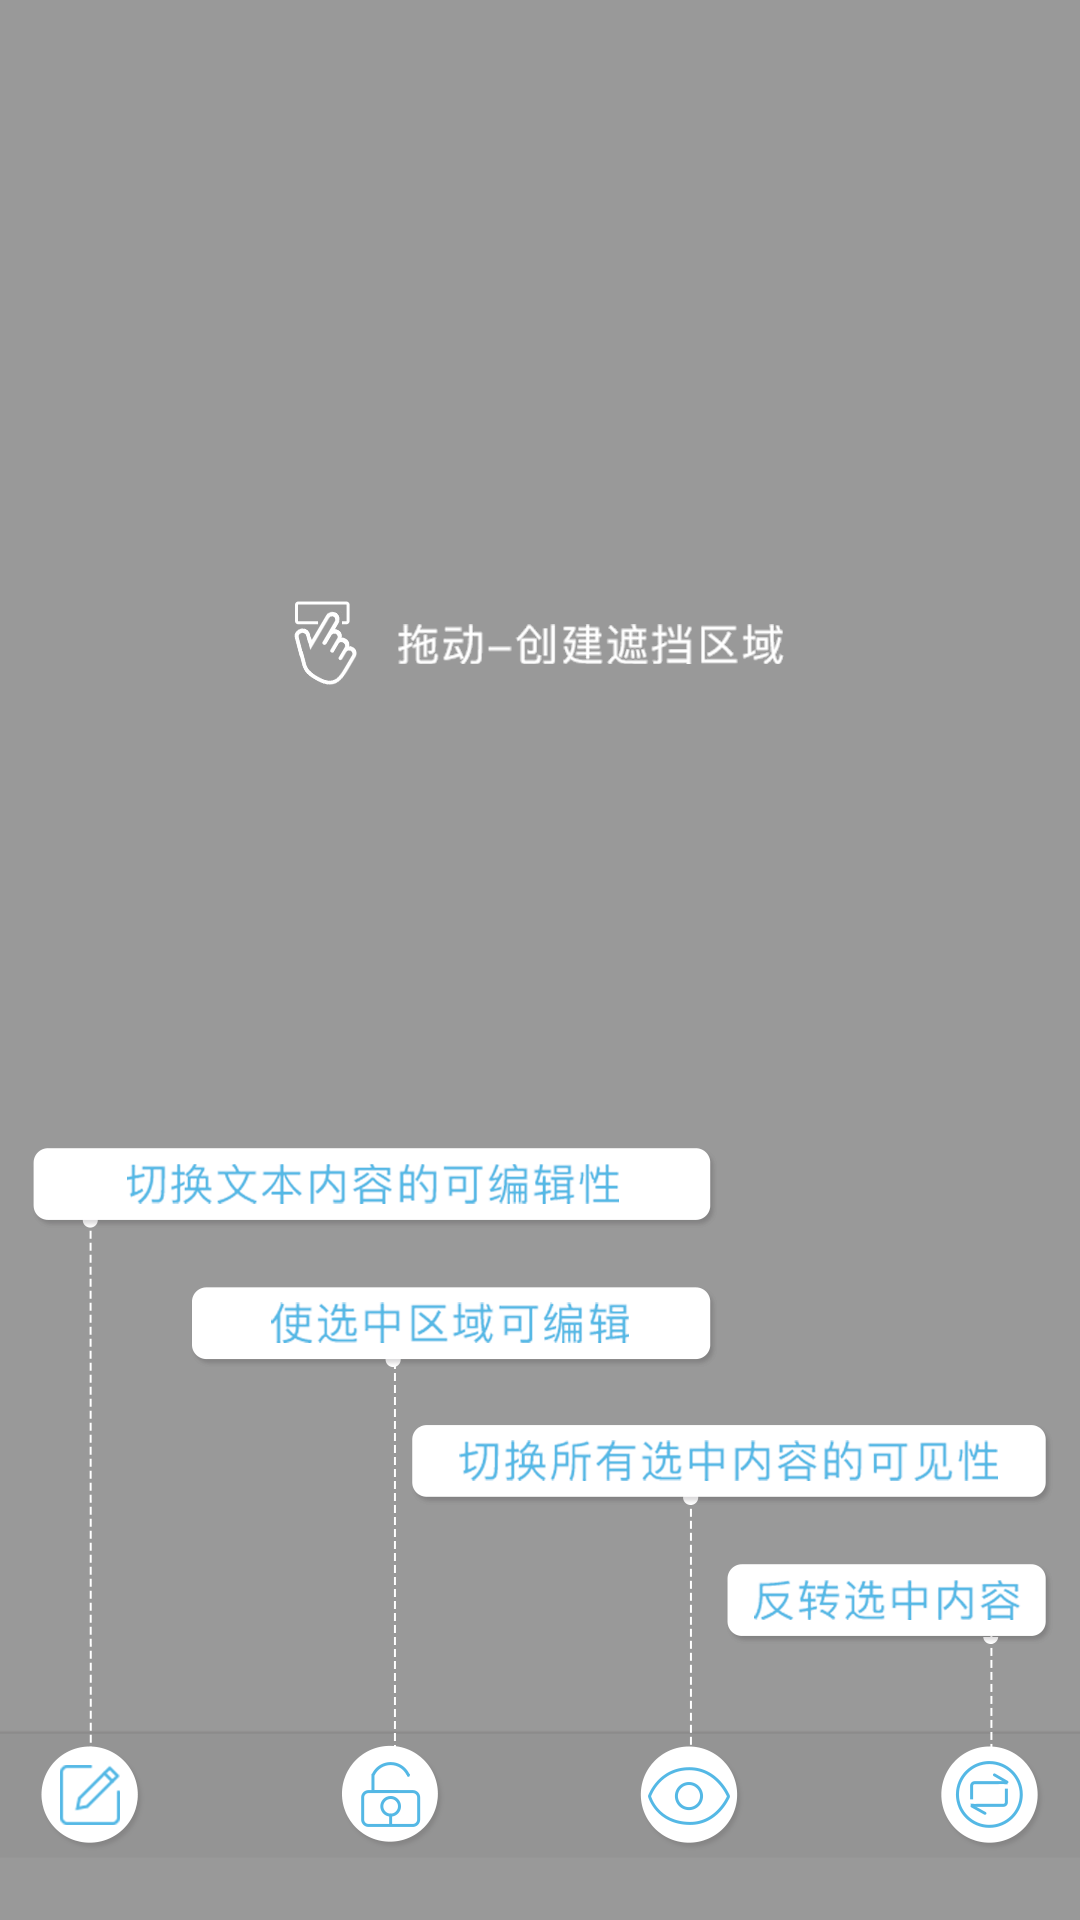 拖动–创建遮挡区域
切换文本内容的可编辑性
使选中区域可编辑
切换所有选中内容的可见性
反转选中内容